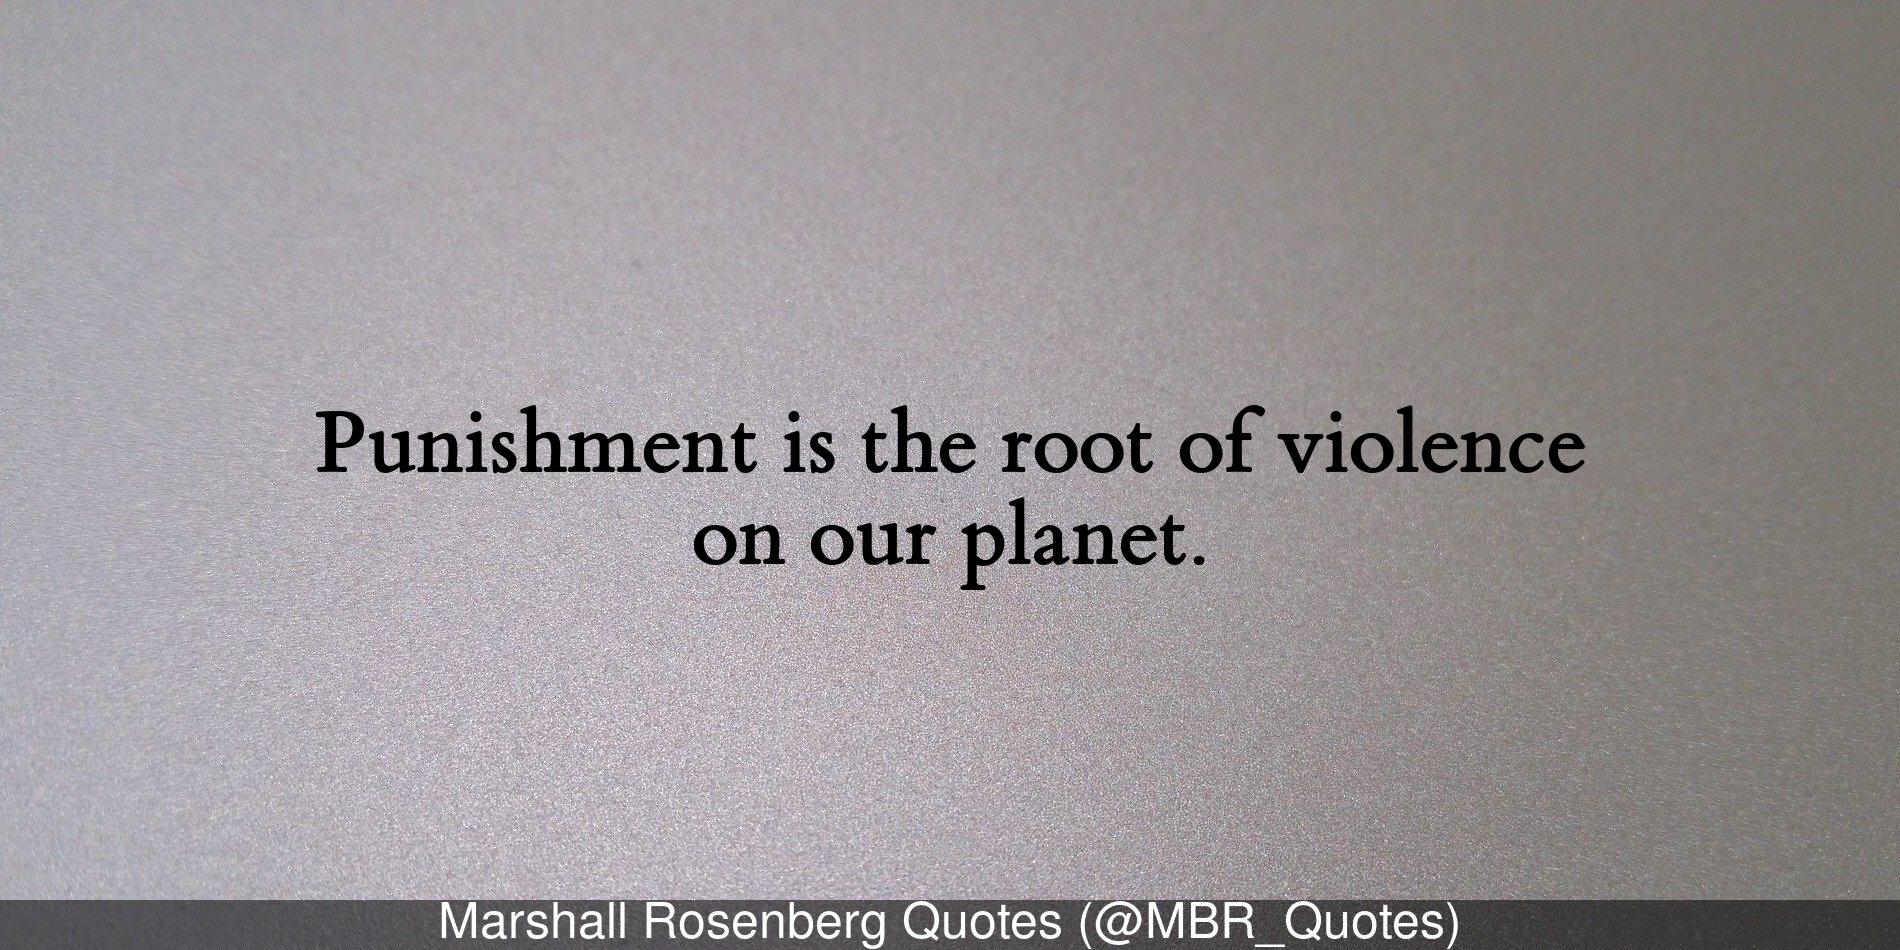 Punishment is the root of violence
on our planet.
Marshall Rosenberg Quotes (@MBR_Quotes)